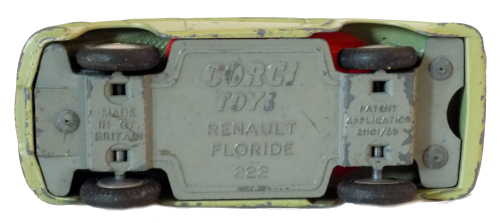 CORGI
TOYS
RENAULT
FLORIDE
222
MADE
IN GT
BRITAIN
PATENT
APPLICATION